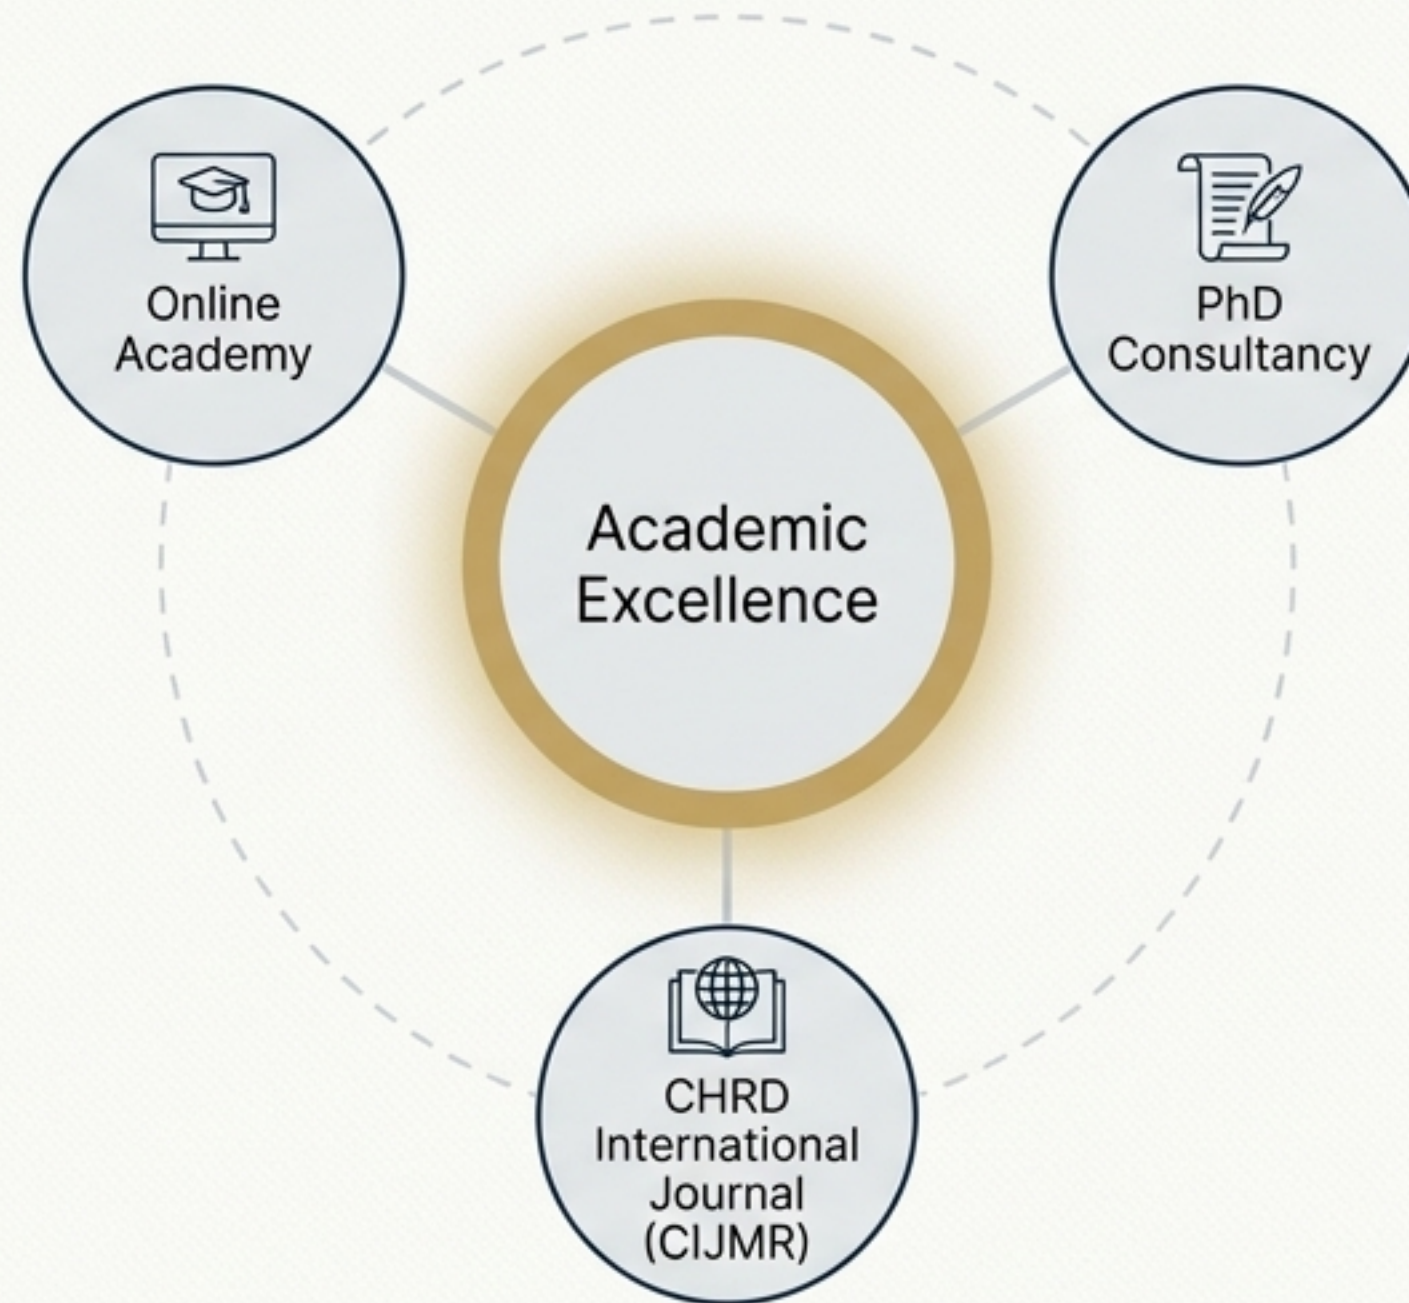 Online
Academy
PhD
Consultancy
Academic
Excellence
CHRD
International
Journal
(CIJMR)